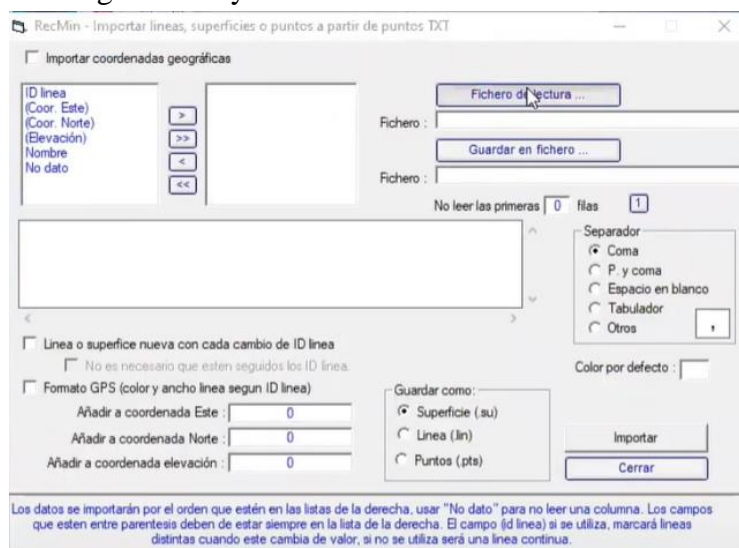 RecMin - Importar lineas, superficies o puntos a partir de puntos TXT
Importar coordenadas geográficas
ID linea
(Coor. Este)
(Coor. Norte)
(Elevación)
Nombre
No dato
>
>>
<
<<
Fichero de lectura ...
Fichero :
Guardar en fichero ...
Fichero :
No leer las primeras 0 filas 1
Separador
Coma
P. y coma
Espacio en blanco
Tabulador
Otros ,
Linea o superfice nueva con cada cambio de ID linea
No es necesario que esten seguidos los ID linea.
Color por defecto :
Formato GPS (color y ancho linea segun ID linea)
Añadir a coordenada Este : 0
Añadir a coordenada Norte : 0
Añadir a coordenada elevación : 0
Guardar como:
Superficie (.su)
Linea (.lin)
Puntos (.pts)
Importar
Cerrar
Los datos se importarán por el orden que estén en las listas de la derecha, usar "No dato" para no leer una columna. Los campos
que esten entre parentesis deben de estar siempre en la lista de la derecha. El campo (id linea) si se utiliza, marcará lineas
distintas cuando este cambia de valor, si no se utiliza será una linea continua.